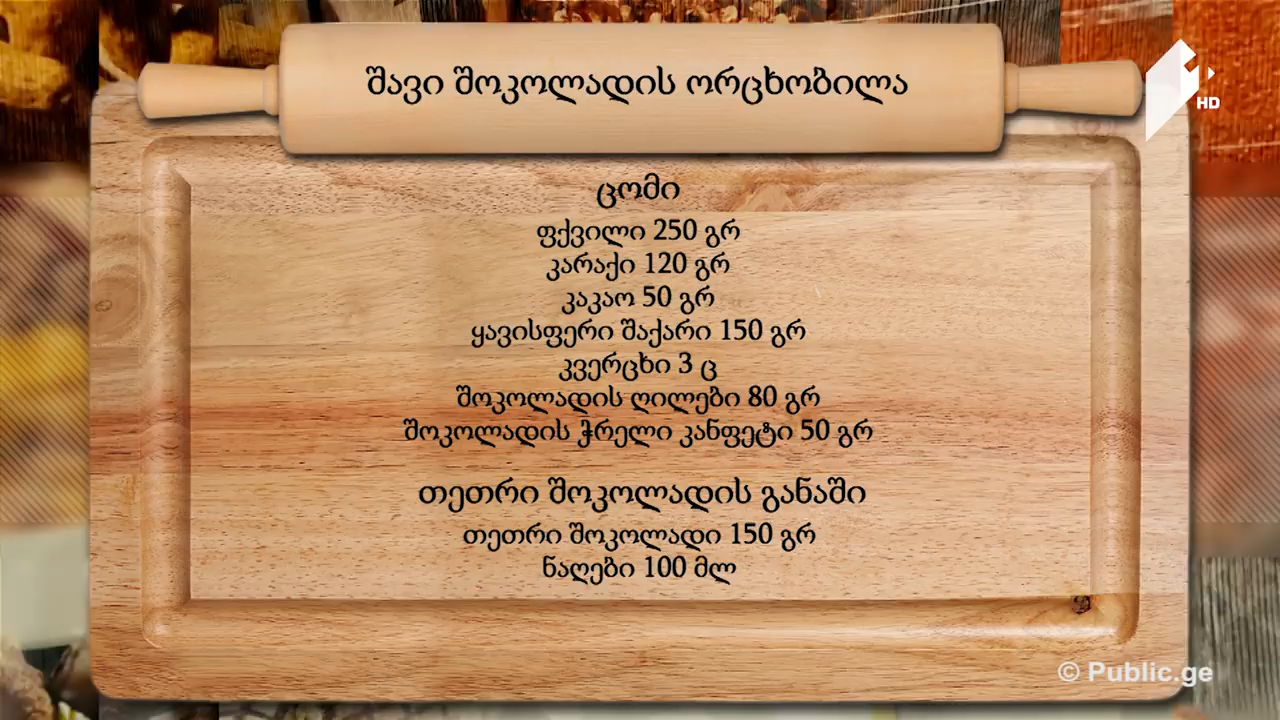 შავი შოკოლადის ორცხობილა
HD
ცომი
ფქვილი 250 გრ
კარაქი 120 გრ
კაკაო 50 გრ
ყავისფერი შაქარი 150 გრ
კვერცხი 3 ც
შოკოლადის ღილები 80 გრ
შოკოლადის ჭრელი კანფეტი 50 გრ
თეთრი შოკოლადის განაში
თეთრი შოკოლადი 150 გრ
ნაღები 100 მლ
© Public.ge